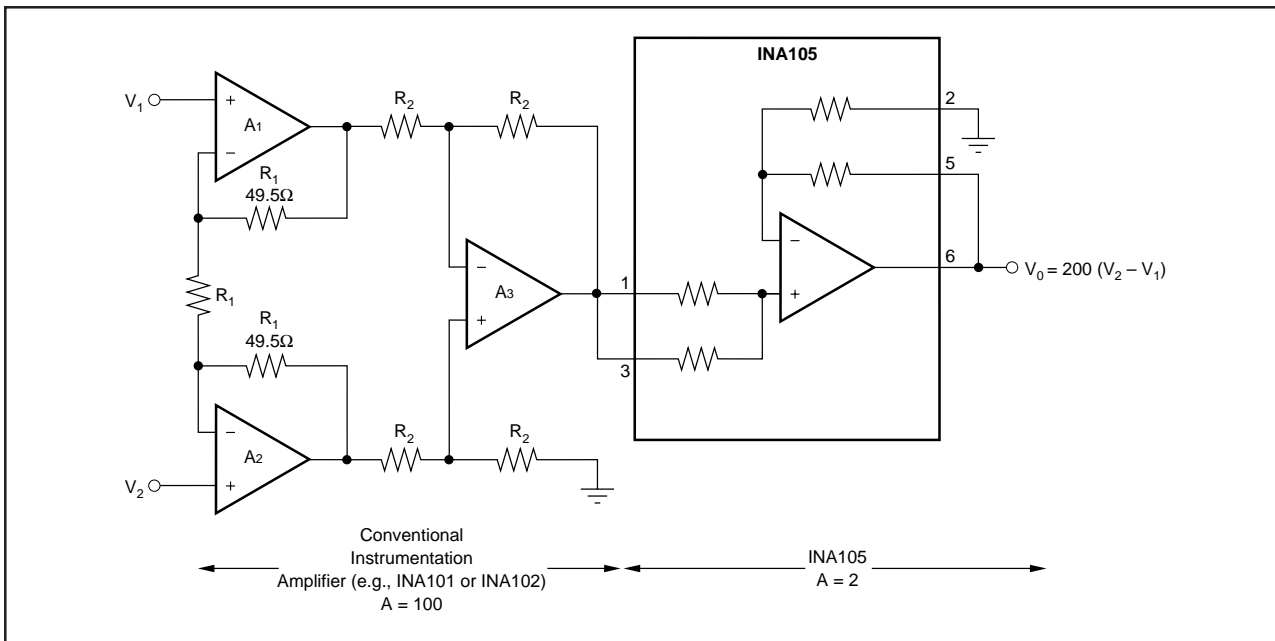 INA105
V1
A1
+
–
R2
R2
2
R1
49.5Ω
5
R1
–
A3
+
1
3
–
+
6
V0 = 200 (V2 – V1)
R1
49.5Ω
–
A2
+
V2
R2
R2
Conventional
Instrumentation
Amplifier (e.g., INA101 or INA102)
A = 100
INA105
A = 2